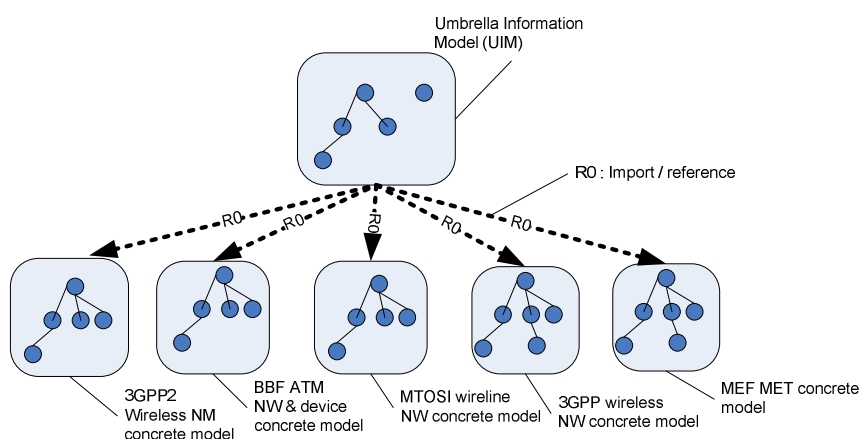 Umbrella Information
Model (UIM)
R0 : Import / reference
R0
R0
R0
R0
R0
3GPP2
Wireless NM
concrete model
BBF ATM
NW & device
concrete model
MTOSI wireline
NW concrete model
3GPP wireless
NW concrete model
MEF MET concrete
model